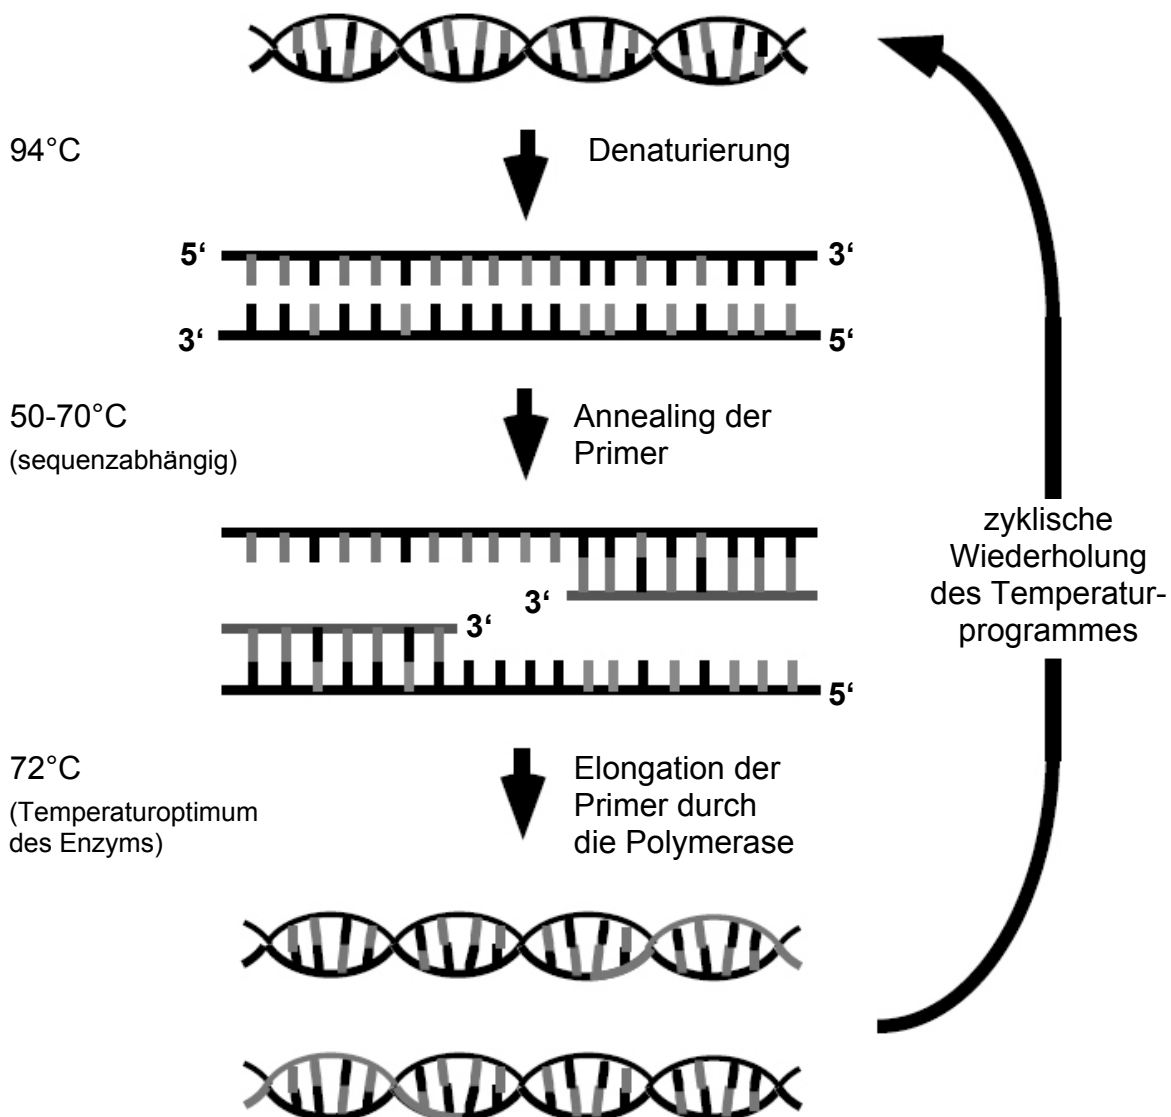 94°C
Denaturierung
5‘
3‘
3‘
5‘
50-70°C
(sequenzabhängig)
Annealing der
Primer
zyklische
Wiederholung
des Temperatur-
programmes
3‘
3‘
5‘
72°C
(Temperaturoptimum
des Enzyms)
Elongation der
Primer durch
die Polymerase